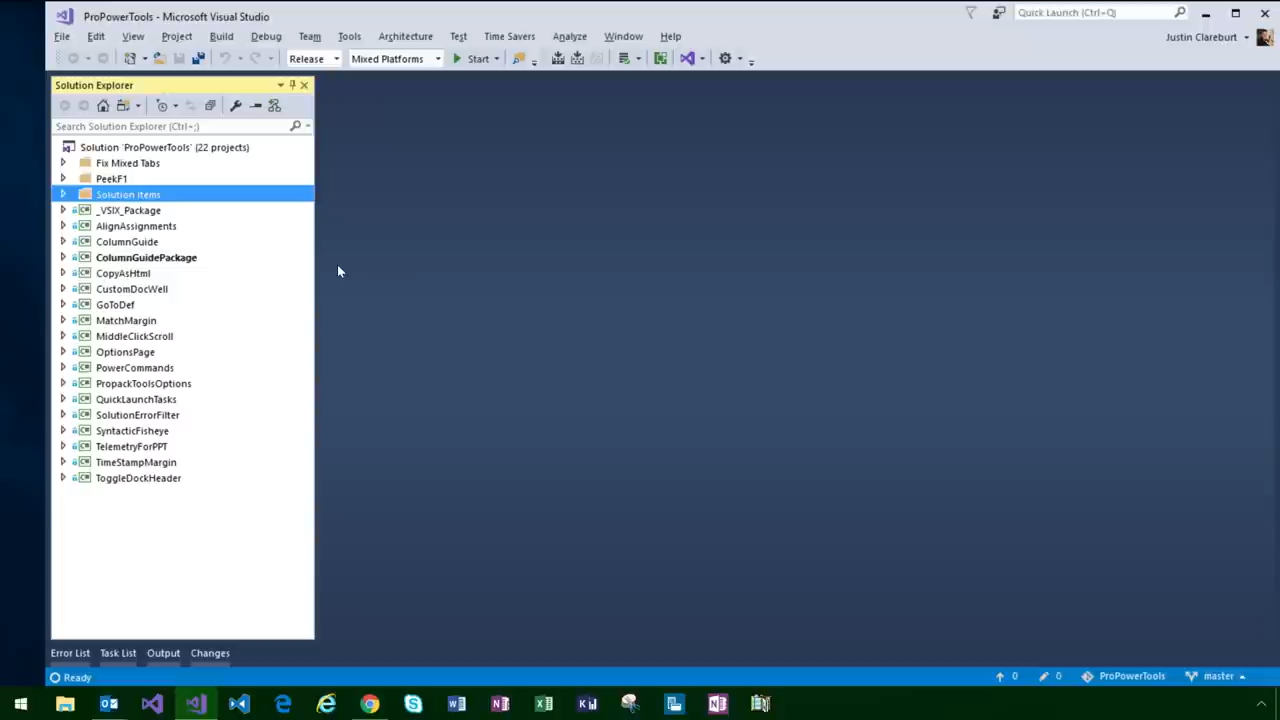 ProPowerTools - Microsoft Visual Studio
Quick Launch (Ctrl+Q)
File Edit View Project Build Debug Team Tools Architecture Test Time Savers Analyze Window Help
Justin Clareburt
Release Mixed Platforms Start
Solution Explorer
Search Solution Explorer (Ctrl+;)
Solution 'ProPowerTools' (22 projects)
Fix Mixed Tabs
PeekF1
Solution Items
_VSIX_Package
AlignAssignments
ColumnGuide
ColumnGuidePackage
CopyAsHtml
CustomDocWell
GoToDef
MatchMargin
MiddleClickScroll
OptionsPage
PowerCommands
PropackToolsOptions
QuickLaunchTasks
SolutionErrorFilter
SyntacticFisheye
TelemetryForPPT
TimeStampMargin
ToggleDockHeader
Error List Task List Output Changes
Ready
0 0 ProPowerTools master